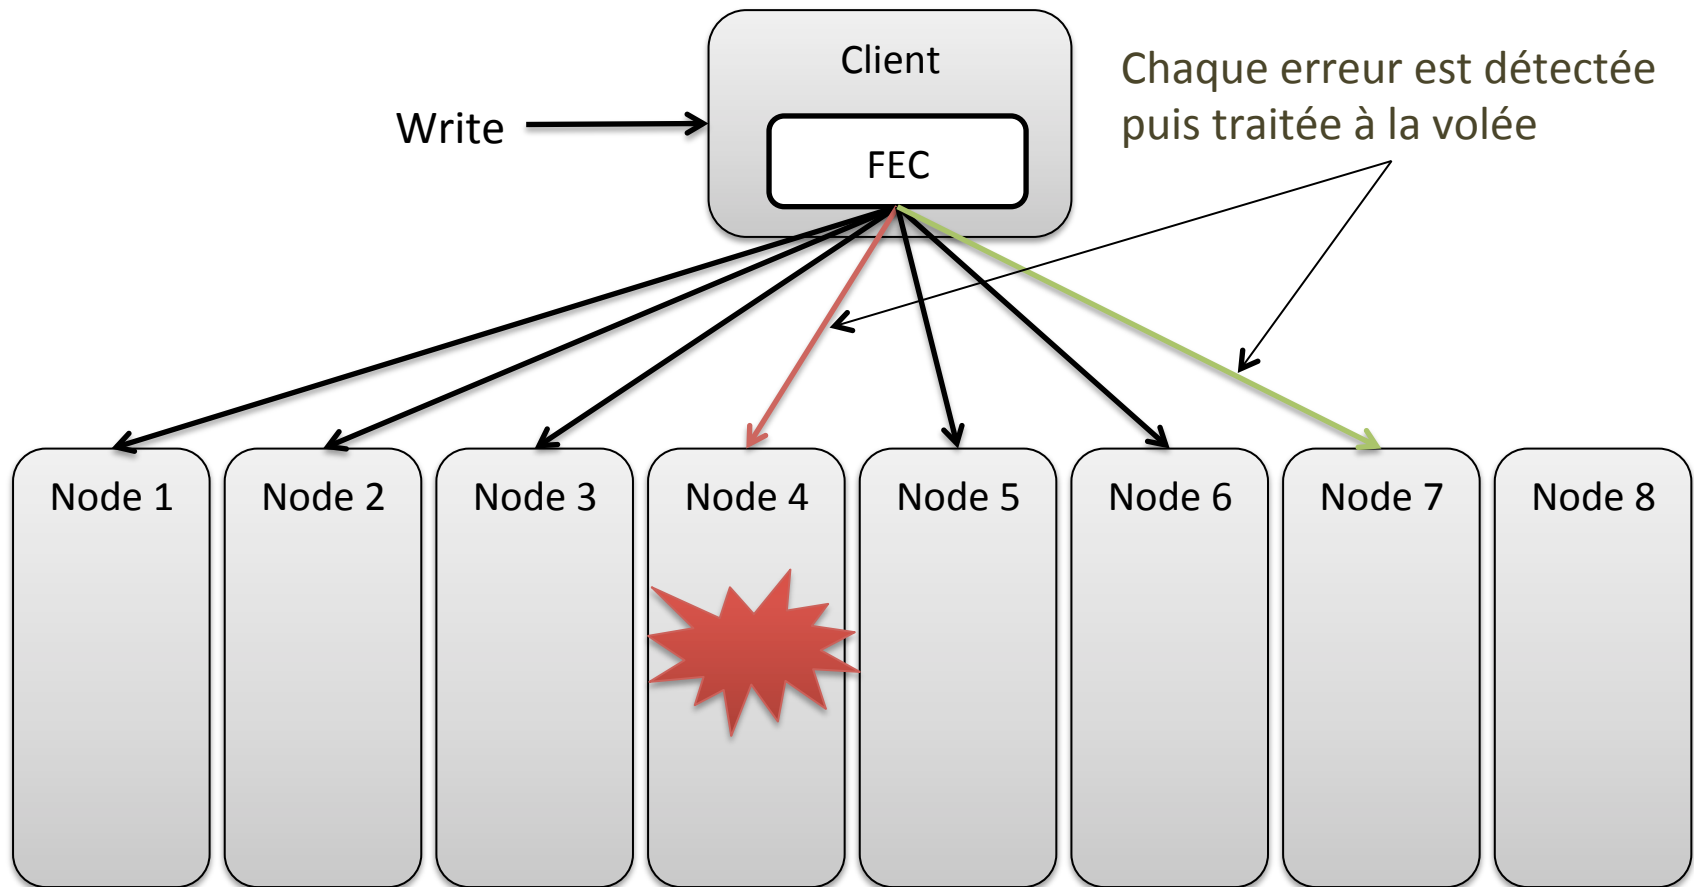 Client
Chaque erreur est détectée
puis traitée à la volée
Write
FEC
Node 1
Node 2
Node 3
Node 4
Node 5
Node 6
Node 7
Node 8